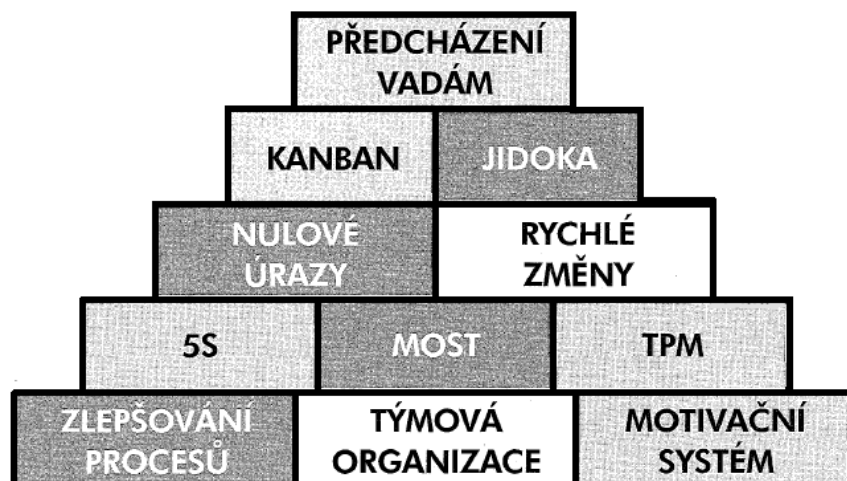 PŘEDCHÁZENÍ
VADÁM
KANBAN
JIDOKA
NULOVÉ
ÚRAZY
RYCHLÉ
ZMĚNY
5S
MOST
TPM
ZLEPŠOVÁNÍ
PROCESŮ
TÝMOVÁ
ORGANIZACE
MOTIVAČNÍ
SYSTÉM